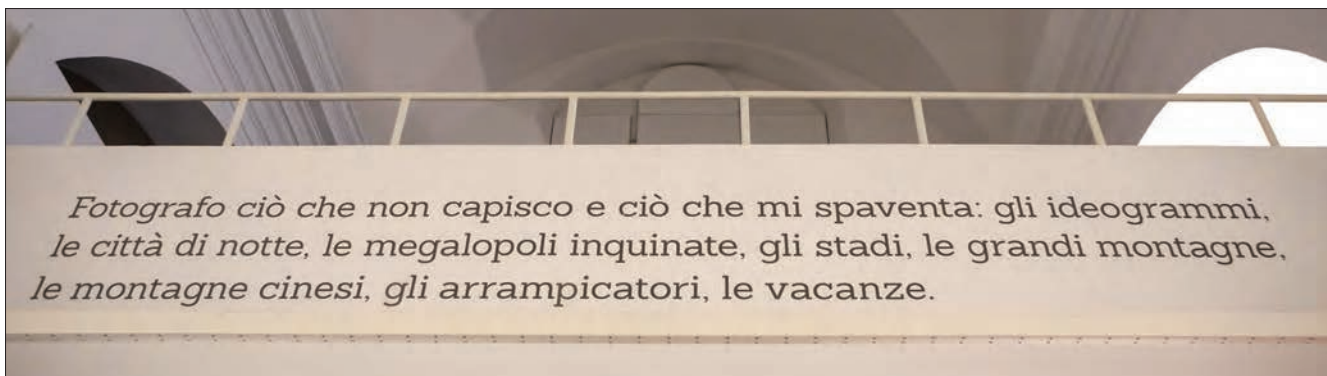 Fotografo ciò che non capisco e ciò che mi spaventa: gli ideogrammi,
le città di notte, le megalopoli inquinate, gli stadi, le grandi montagne,
le montagne cinesi, gli arrampicatori, le vacanze.